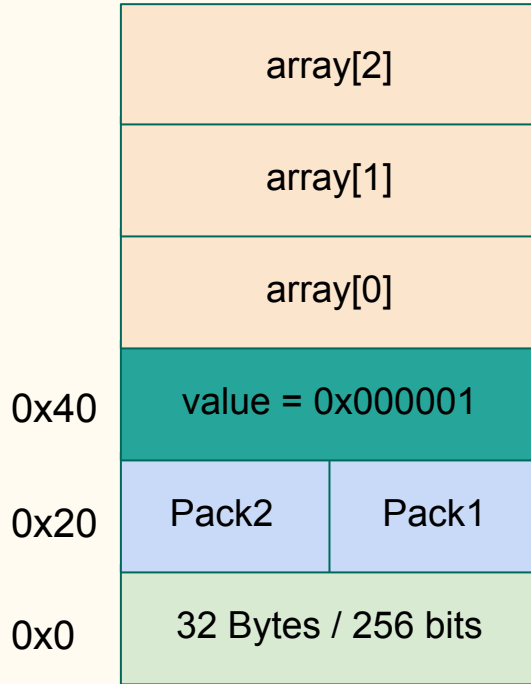 array[2]
array[1]
array[0]
0x40 value = 0x000001
0x20 Pack2 Pack1
0x0 32 Bytes / 256 bits